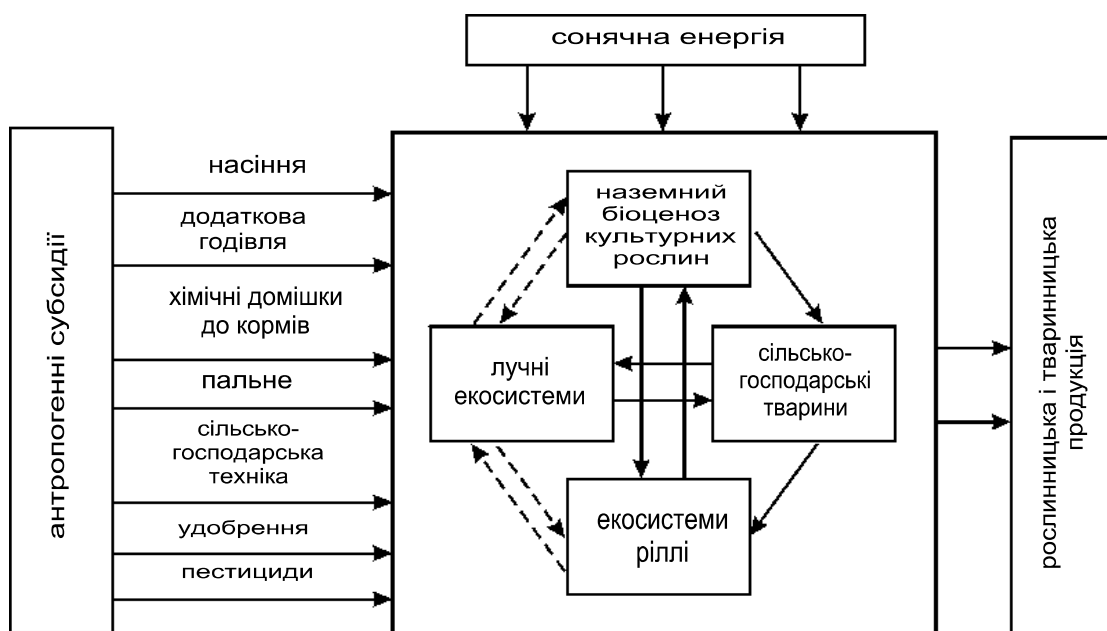 сонячна енергія
антропогенні субсидії
насіння
додаткова
годівля
хімічні домішки
до кормів
пальне
сільсько-
господарська
техніка
удобрення
пестициди
наземний
біоценоз
культурних
рослин
лучні
екосистеми
сільсько-
господарські
тварини
екосистеми
ріллі
рослинницька і тваринницька
продукція